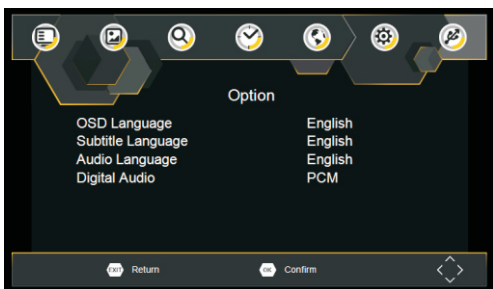 Option
OSD Language English
Subtitle Language English
Audio Language English
Digital Audio PCM
EXIT Return OK Confirm